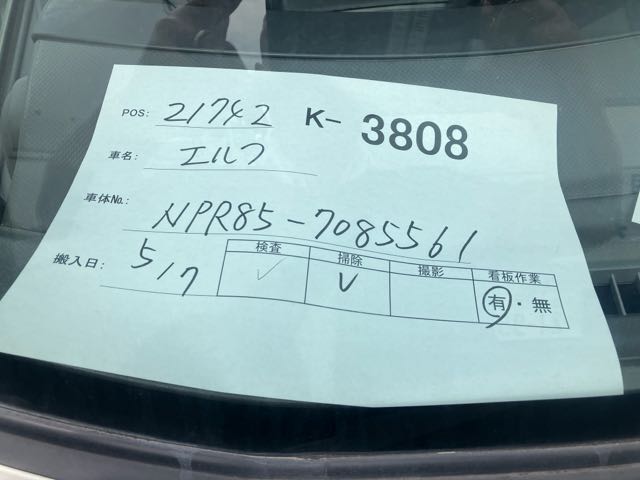 POS: 21742 K-3808
車名: エルフ
車体No.: NPR85-7085561
搬入日: 5/7
検査 掃除 撮影 看板作業
✓ ✓ 有・無